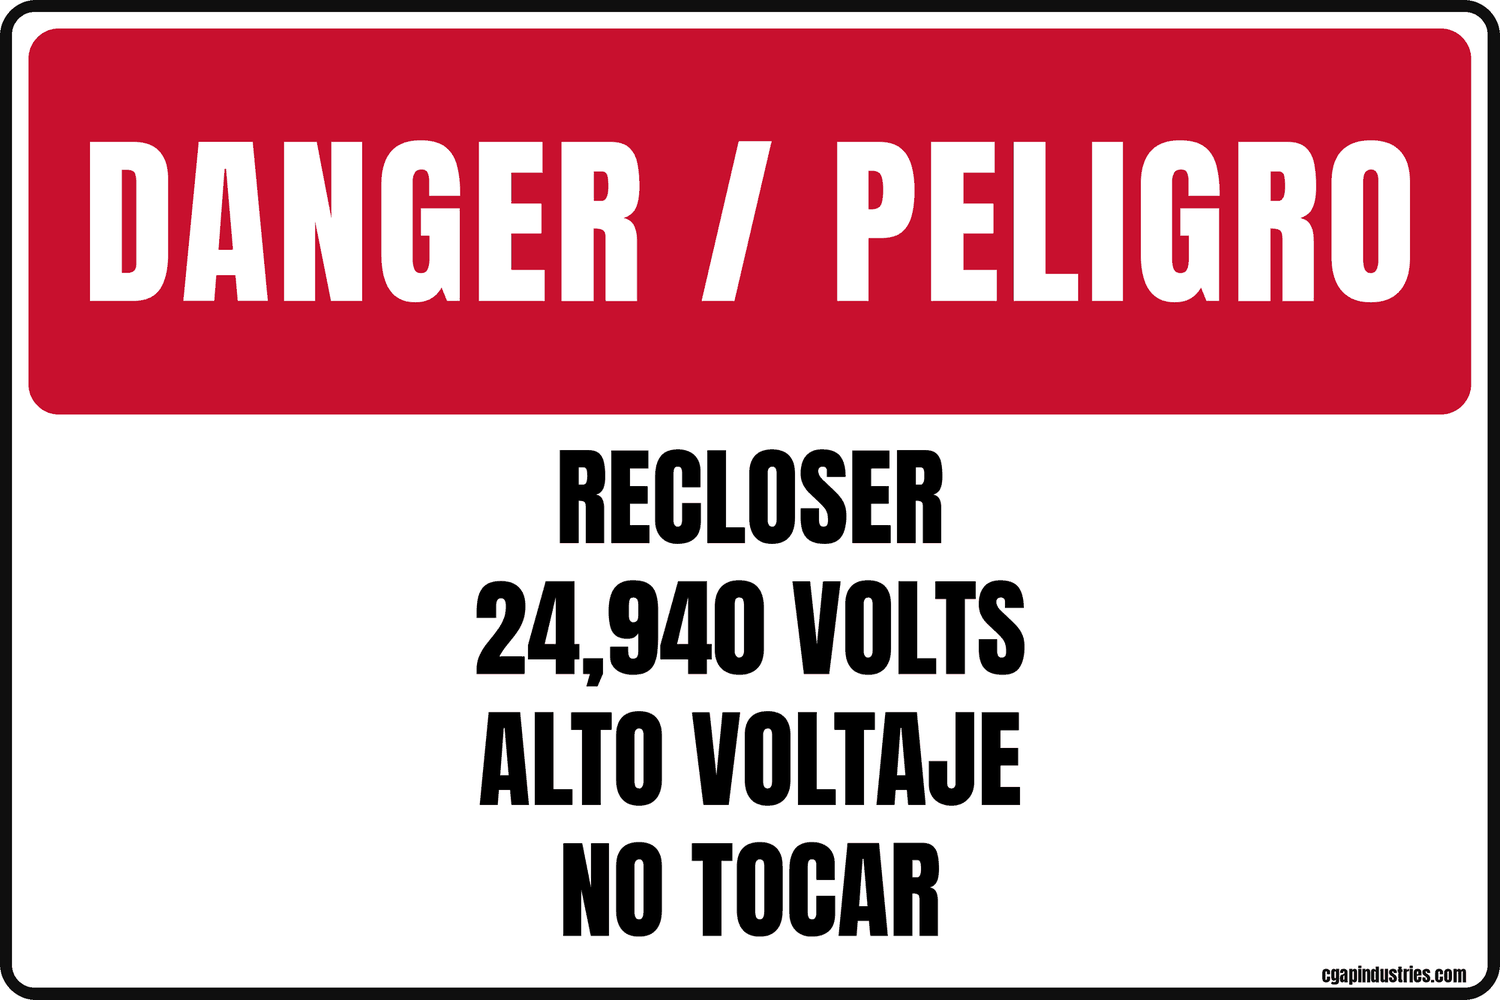 DANGER / PELIGRO
RECLOSER
24,940 VOLTS
ALTO VOLTAJE
NO TOCAR
cgapindustries.com